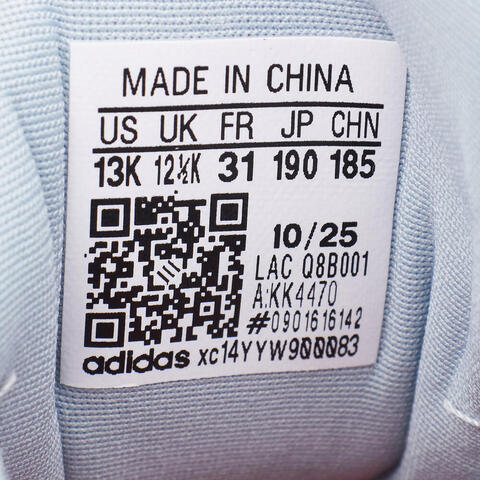 MADE IN CHINA
US UK FR JP CHN
13K 12½K 31 190 185
10/25
LAC Q8B001
A:KK4470
#0901616142
adidas xc14YYW900083